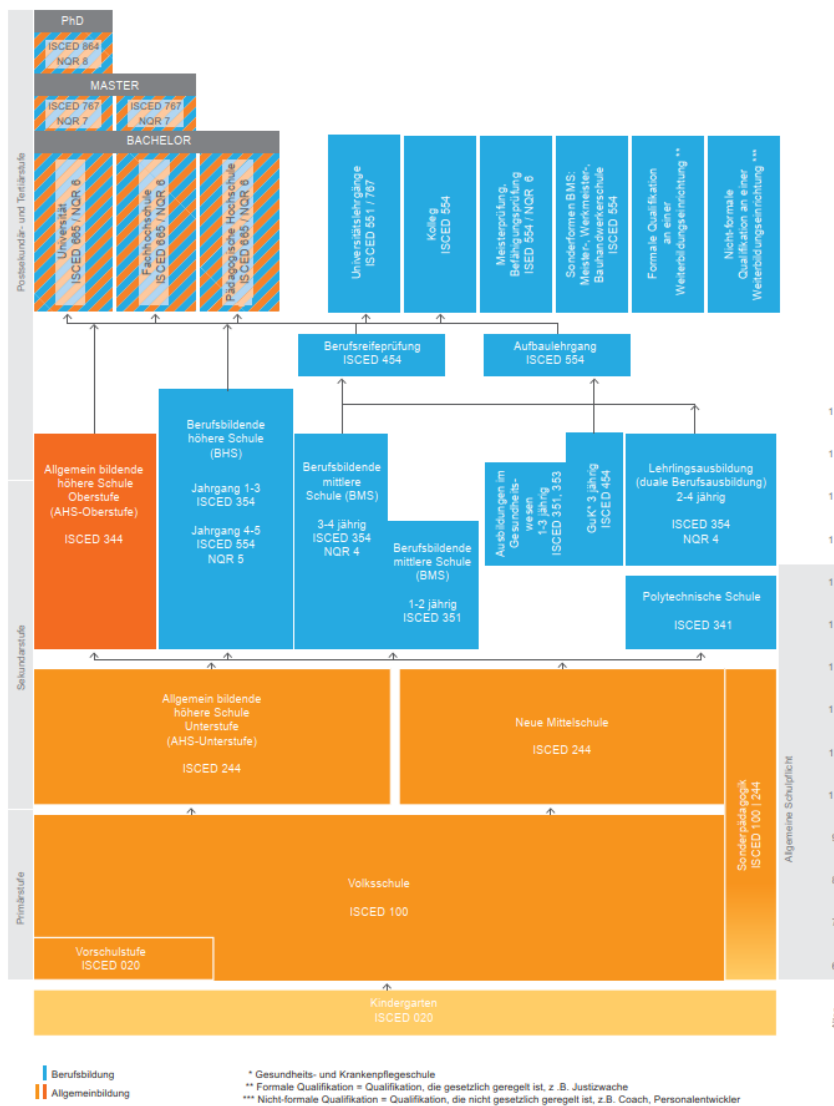 PhD
ISCED 864
NQR 8
MASTER
ISCED 767
NQR 7
ISCED 767
NQR 7
BACHELOR
Universität
ISCED 665 / NQR 6
Fachhochschule
ISCED 665 / NQR 6
Pädagogische Hochschule
ISCED 665 / NQR 6
Universitätslehrgänge
ISCED 551 / 767
Kolleg
ISCED 554
Meisterprüfung,
Befähigungsprüfung
ISED 554 / NQR 6
Sonderformen BMS:
Meister-, Werkmeister-,
Bauhandwerkerschule
ISCED 554
Formale Qualifikation
an einer
Weiterbildungseinrichtung **
Nicht-formale
Qualifikation an einer
Weiterbildungseinrichtung ***
Postsekundär- und Tertiärstufe
Berufsreifeprüfung
ISCED 454
Aufbaulehrgang
ISCED 554
Allgemein bildende
höhere Schule
Oberstufe
(AHS-Oberstufe)
ISCED 344
Berufsbildende
höhere Schule
(BHS)
Jahrgang 1-3
ISCED 354
Jahrgang 4-5
ISCED 554
NQR 5
Berufsbildende
mittlere
Schule (BMS)
3-4 jährig
ISCED 354
NQR 4
Berufsbildende
mittlere Schule
(BMS)
1-2 jährig
ISCED 351
Ausbildungen im
Gesundheits-
wesen
1-3 jährig
ISCED 351, 353
GuK* 3 jährig
ISCED 454
Lehrlingsausbildung
(duale Berufsausbildung)
2-4 jährig
ISCED 354
NQR 4
Polytechnische Schule
ISCED 341
Sekundarstufe
Allgemein bildende
höhere Schule
Unterstufe
(AHS-Unterstufe)
ISCED 244
Neue Mittelschule
ISCED 244
Sonderpädagogik
ISCED 100 | 244
Allgemeine Schulpflicht
Primärstufe
Volksschule
ISCED 100
Vorschulstufe
ISCED 020
Kindergarten
ISCED 020
Berufsbildung
Allgemeinbildung
* Gesundheits- und Krankenpflegeschule
** Formale Qualifikation = Qualifikation, die gesetzlich geregelt ist, z .B. Justizwache
*** Nicht-formale Qualifikation = Qualifikation, die nicht gesetzlich geregelt ist, z.B. Coach, Personalentwickler